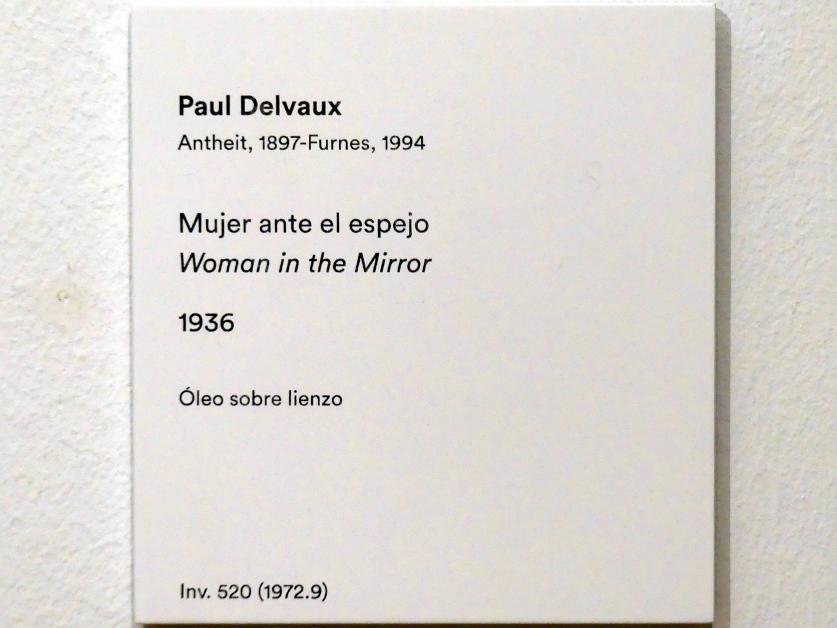 Paul Delvaux
Antheit, 1897-Furnes, 1994
Mujer ante el espejo
Woman in the Mirror
1936
Óleo sobre lienzo
Inv. 520 (1972.9)